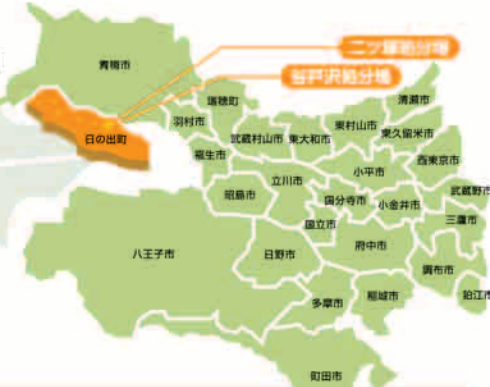 二ツ塚処分場
谷戸沢処分場
青梅市
日の出町
瑞穂町
羽村市
福生市
武蔵村山市
東大和市
東村山市
清瀬市
東久留米市
西東京市
武蔵野市
三鷹市
小平市
立川市
昭島市
国分寺市
小金井市
国立市
府中市
日野市
八王子市
調布市
狛江市
稲城市
多摩市
町田市